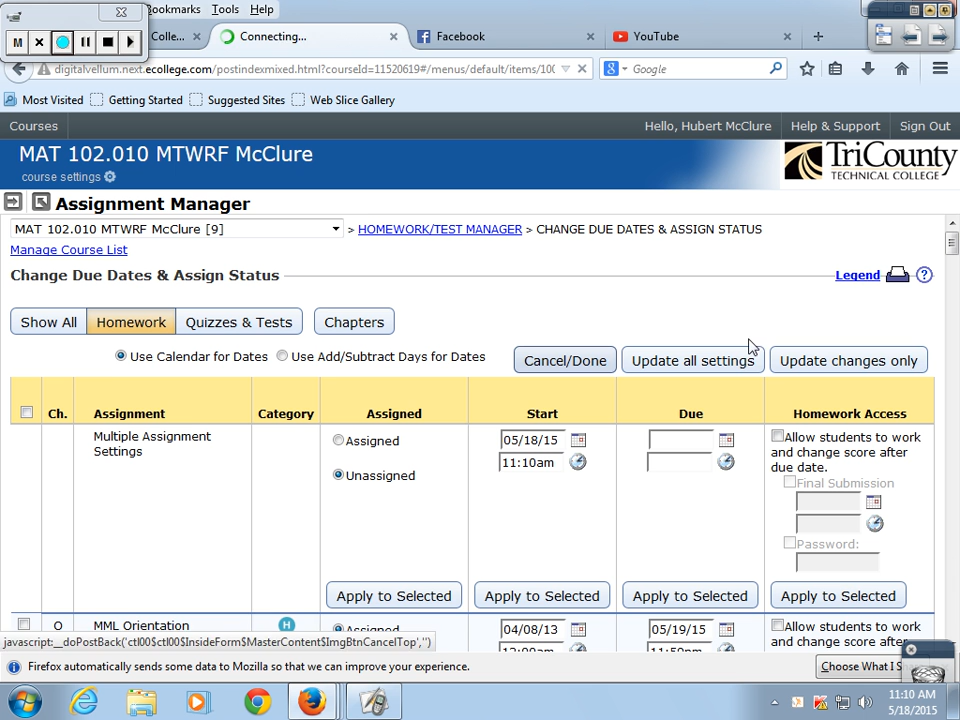 Bookmarks Tools Help
M
Colle... Connecting... Facebook YouTube
digitalvellum.next.ecollege.com/postindexmixed.html?courseId=11520619#/menus/default/items/100 Google
Most Visited Getting Started Suggested Sites Web Slice Gallery
Courses Hello, Hubert McClure Help & Support Sign Out
MAT 102.010 MTWRF McClure
course settings
TriCounty
TECHNICAL COLLEGE
Assignment Manager
MAT 102.010 MTWRF McClure [9] > HOMEWORK/TEST MANAGER > CHANGE DUE DATES & ASSIGN STATUS
Manage Course List
Change Due Dates & Assign Status Legend ?
Show All Homework Quizzes & Tests Chapters
Use Calendar for Dates Use Add/Subtract Days for Dates Cancel/Done Update all settings Update changes only
Ch. Assignment Category Assigned Start Due Homework Access
Multiple Assignment
Settings
Assigned
Unassigned
05/18/15
11:10am
Allow students to work
and change score after
due date.
Final Submission
Password:
Apply to Selected Apply to Selected Apply to Selected Apply to Selected
O MML Orientation H Assigned 04/08/13 05/19/15 Allow students to work
12:00am 11:59pm and change score after
javascript:__doPostBack('ctl00$ctl00$InsideForm$MasterContent$ImgBtnCancelTop','')
Firefox automatically sends some data to Mozilla so that we can improve your experience. Choose What I
11:10 AM
5/18/2015